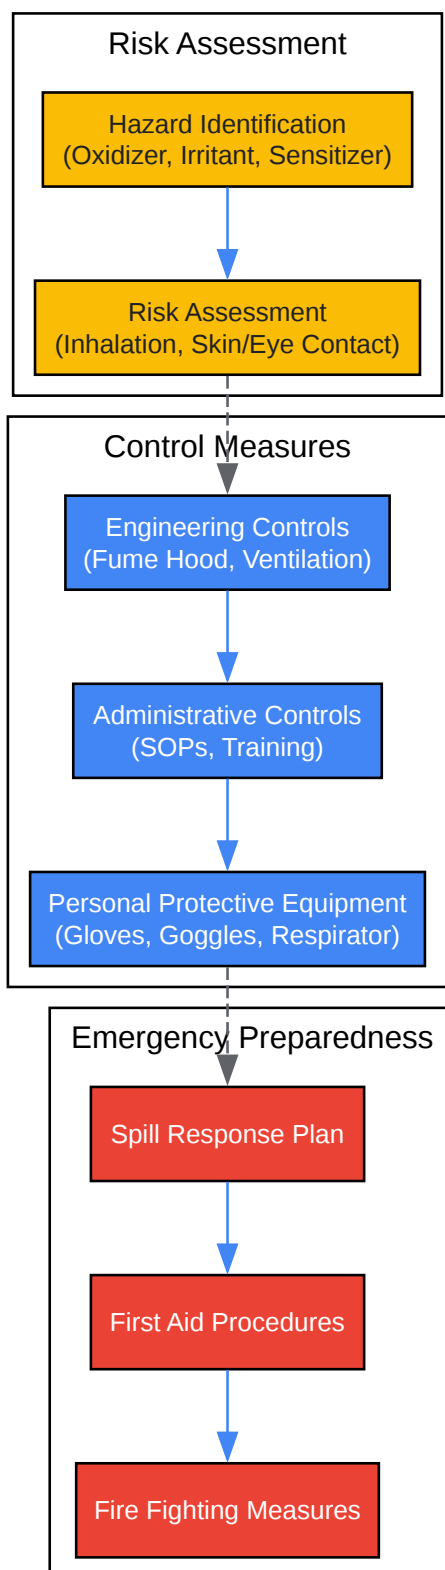 Risk Assessment
Hazard Identification
(Oxidizer, Irritant, Sensitizer)
Risk Assessment
(Inhalation, Skin/Eye Contact)
Control Measures
Engineering Controls
(Fume Hood, Ventilation)
Administrative Controls
(SOPs, Training)
Personal Protective Equipment
(Gloves, Goggles, Respirator)
Emergency Preparedness
Spill Response Plan
First Aid Procedures
Fire Fighting Measures